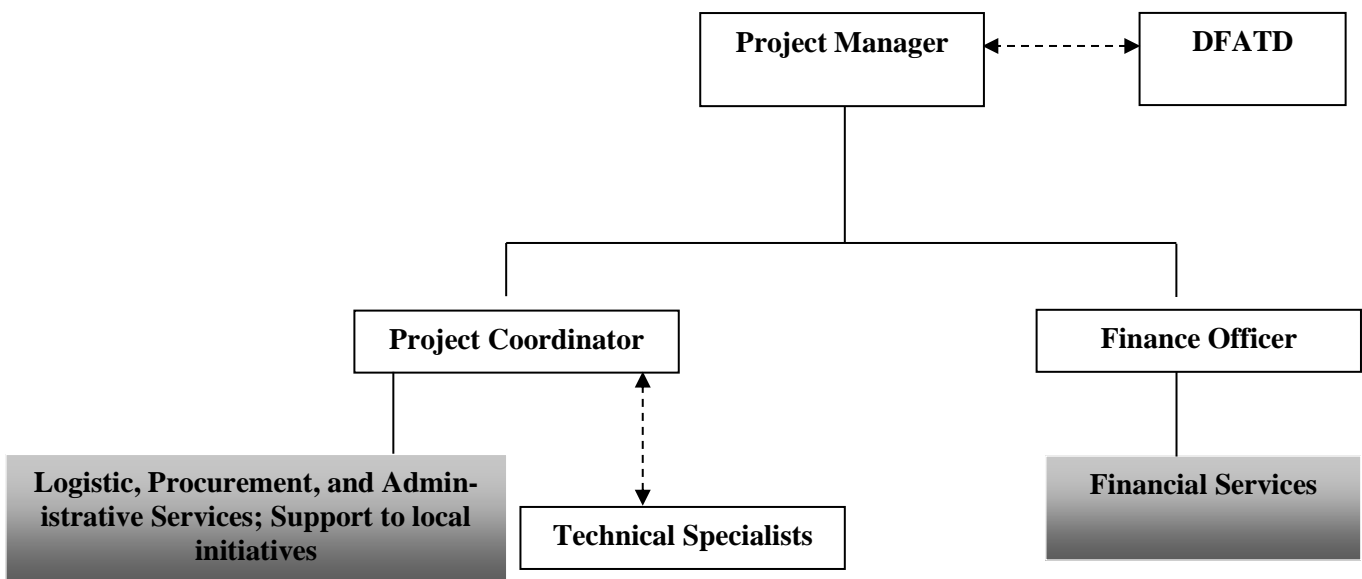 Project Manager
DFATD
Project Coordinator
Finance Officer
Logistic, Procurement, and Admin-
istrative Services; Support to local
initiatives
Technical Specialists
Financial Services